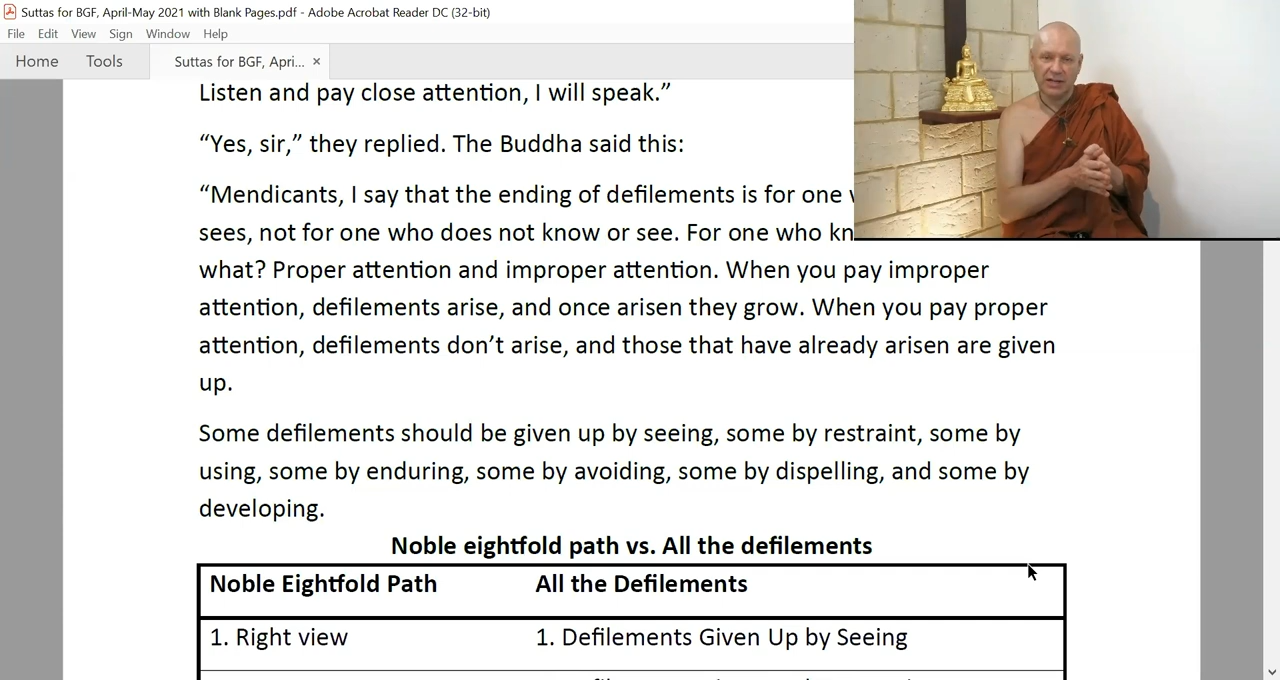 Suttas for BGF, April-May 2021 with Blank Pages.pdf - Adobe Acrobat Reader DC (32-bit)
File Edit View Sign Window Help
Home Tools Suttas for BGF, Apri... ×
Listen and pay close attention, I will speak.”
“Yes, sir,” they replied. The Buddha said this:
“Mendicants, I say that the ending of defilements is for one
sees, not for one who does not know or see. For one who
what? Proper attention and improper attention. When you pay improper
attention, defilements arise, and once arisen they grow. When you pay proper
attention, defilements don’t arise, and those that have already arisen are given
up.
Some defilements should be given up by seeing, some by restraint, some by
using, some by enduring, some by avoiding, some by dispelling, and some by
developing.
Noble eightfold path vs. All the defilements
Noble Eightfold Path All the Defilements
1. Right view 1. Defilements Given Up by Seeing